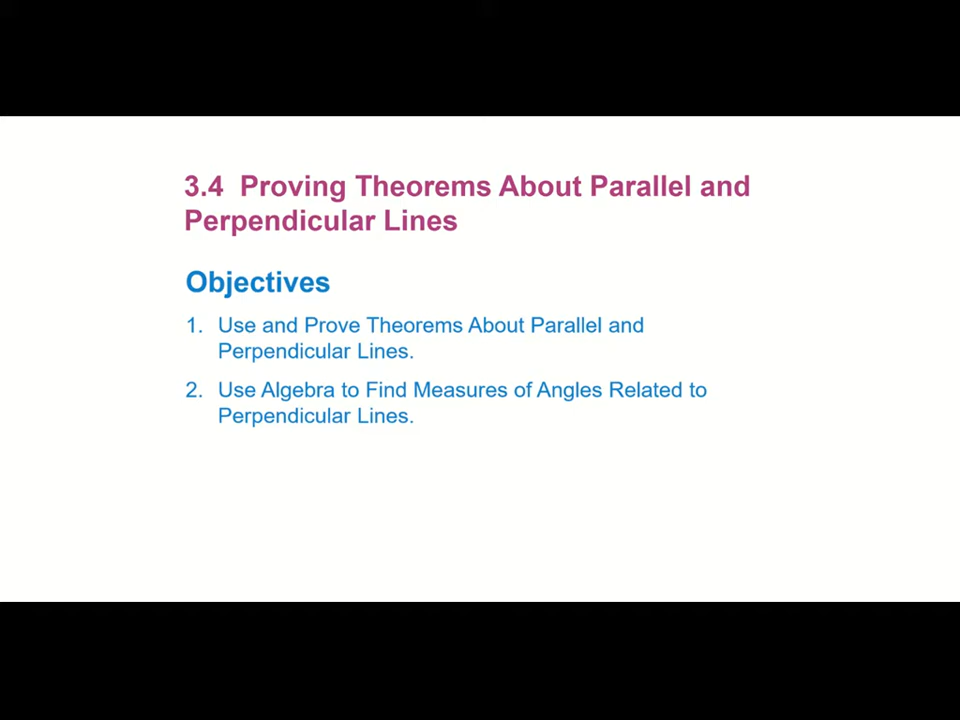 3.4 Proving Theorems About Parallel and
Perpendicular Lines
Objectives
1. Use and Prove Theorems About Parallel and
Perpendicular Lines.
2. Use Algebra to Find Measures of Angles Related to
Perpendicular Lines.